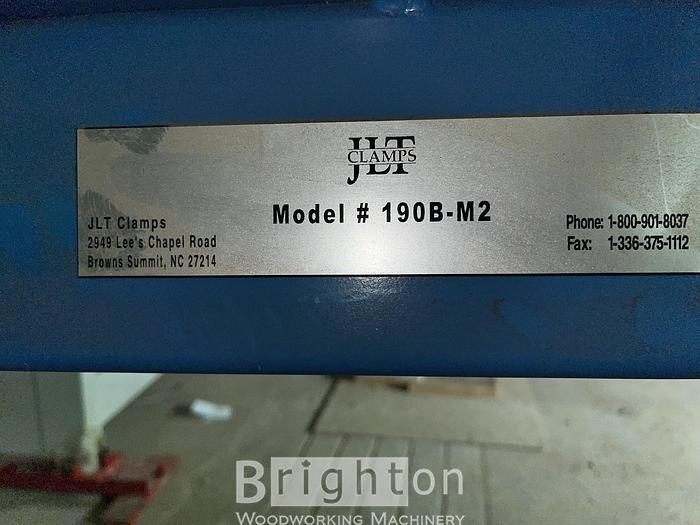 JLT
CLAMPS
Model # 190B-M2
JLT Clamps
2949 Lee's Chapel Road
Browns Summit, NC 27214
Phone: 1-800-901-8037
Fax: 1-336-375-1112
Brighton
WOODWORKING MACHINERY